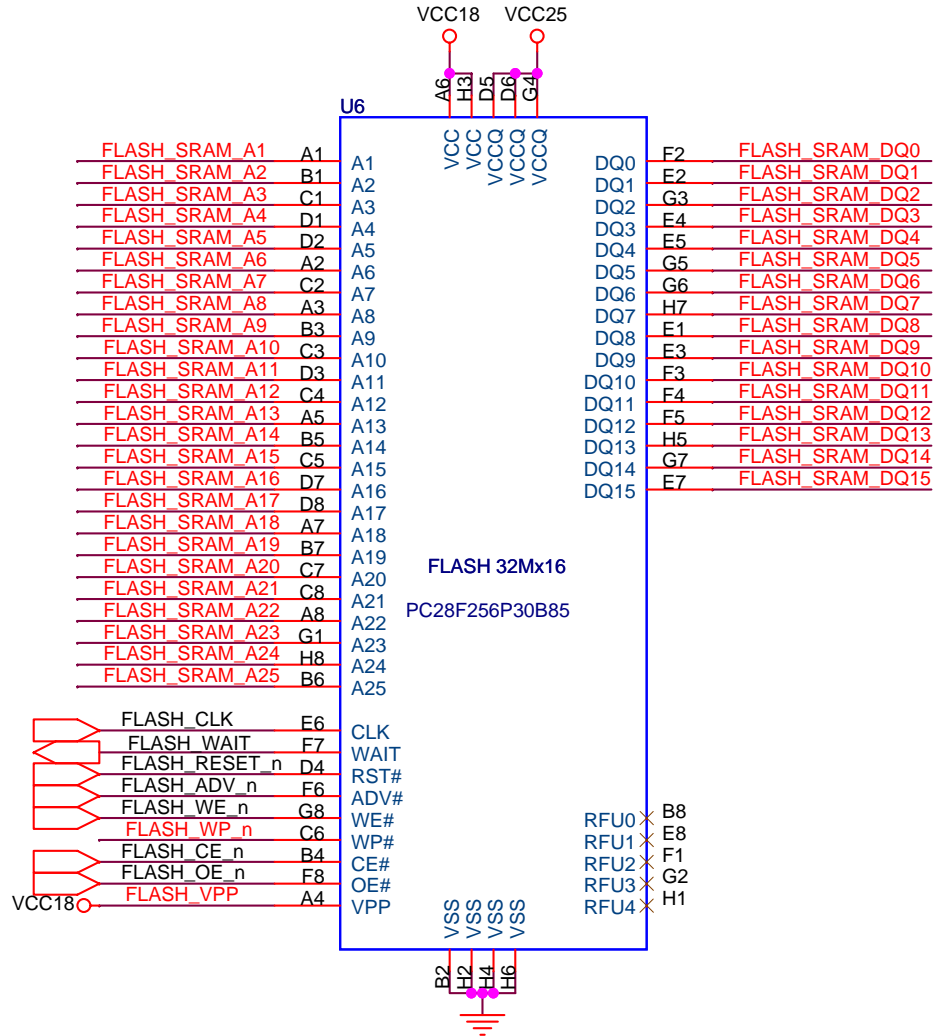 VCC18 VCC25
A6 H3 D5 D6 G4
U6
VCC VCC VCCQ VCCQ VCCQ
FLASH_SRAM_A1 A1 A1 DQ0 F2 FLASH_SRAM_DQ0
FLASH_SRAM_A2 B1 A2 DQ1 E2 FLASH_SRAM_DQ1
FLASH_SRAM_A3 C1 A3 DQ2 G3 FLASH_SRAM_DQ2
FLASH_SRAM_A4 D1 A4 DQ3 E4 FLASH_SRAM_DQ3
FLASH_SRAM_A5 D2 A5 DQ4 E5 FLASH_SRAM_DQ4
FLASH_SRAM_A6 A2 A6 DQ5 G5 FLASH_SRAM_DQ5
FLASH_SRAM_A7 C2 A7 DQ6 G6 FLASH_SRAM_DQ6
FLASH_SRAM_A8 A3 A8 DQ7 H7 FLASH_SRAM_DQ7
FLASH_SRAM_A9 B3 A9 DQ8 E1 FLASH_SRAM_DQ8
FLASH_SRAM_A10 C3 A10 DQ9 E3 FLASH_SRAM_DQ9
FLASH_SRAM_A11 D3 A11 DQ10 F3 FLASH_SRAM_DQ10
FLASH_SRAM_A12 C4 A12 DQ11 F4 FLASH_SRAM_DQ11
FLASH_SRAM_A13 A5 A13 DQ12 F5 FLASH_SRAM_DQ12
FLASH_SRAM_A14 B5 A14 DQ13 H5 FLASH_SRAM_DQ13
FLASH_SRAM_A15 C5 A15 DQ14 G7 FLASH_SRAM_DQ14
FLASH_SRAM_A16 D7 A16 DQ15 E7 FLASH_SRAM_DQ15
FLASH_SRAM_A17 D8 A17
FLASH_SRAM_A18 A7 A18
FLASH_SRAM_A19 B7 A19
FLASH_SRAM_A20 C7 A20
FLASH 32Mx16
FLASH_SRAM_A21 C8 A21
FLASH_SRAM_A22 A8 A22
PC28F256P30B85
FLASH_SRAM_A23 G1 A23
FLASH_SRAM_A24 H8 A24
FLASH_SRAM_A25 B6 A25
FLASH_CLK E6 CLK
FLASH_WAIT F7 WAIT
FLASH_RESET_n D4 RST#
FLASH_ADV_n F6 ADV#
FLASH_WE_n G8 WE# RFU0 B8
FLASH_WP_n C6 WP# RFU1 E8
FLASH_CE_n B4 CE# RFU2 F1
FLASH_OE_n F8 OE# RFU3 G2
VCC18 FLASH_VPP A4 VPP RFU4 H1
VSS VSS VSS VSS
B2 H2 H4 H6